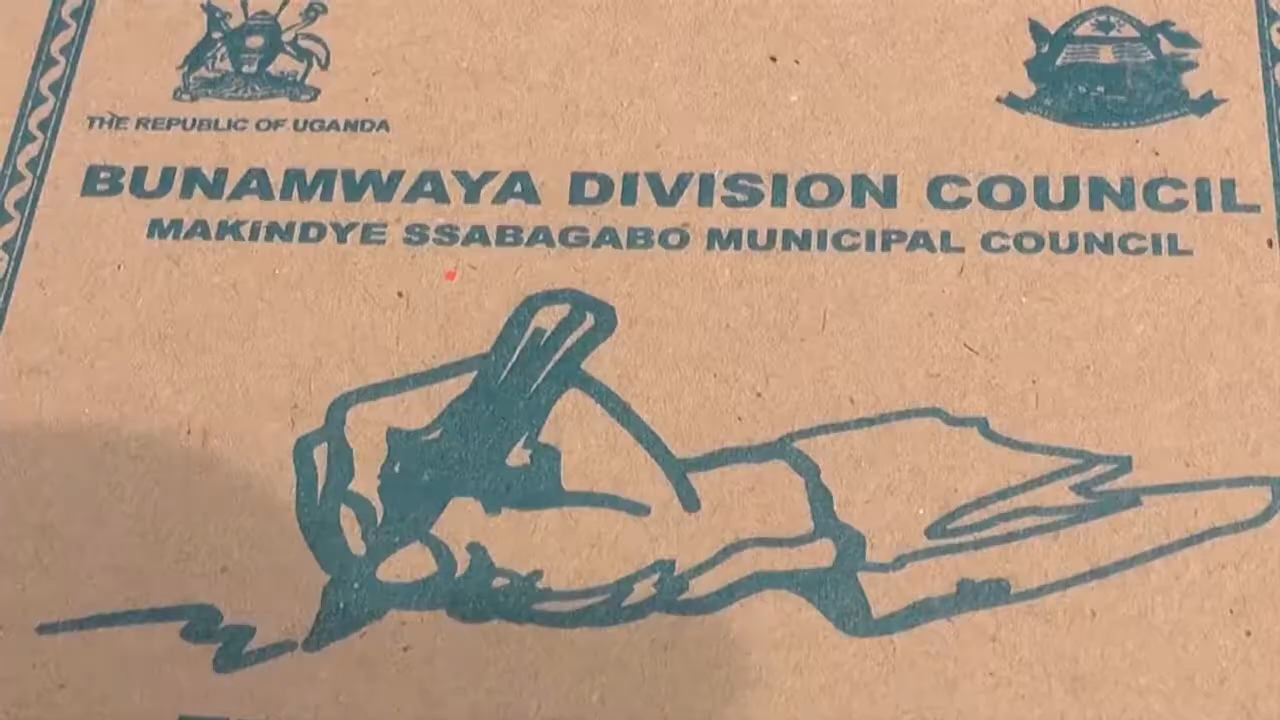 THE REPUBLIC OF UGANDA
BUNAMWAYA DIVISION COUNCIL
MAKINDYE SSABAGABO MUNICIPAL COUNCIL